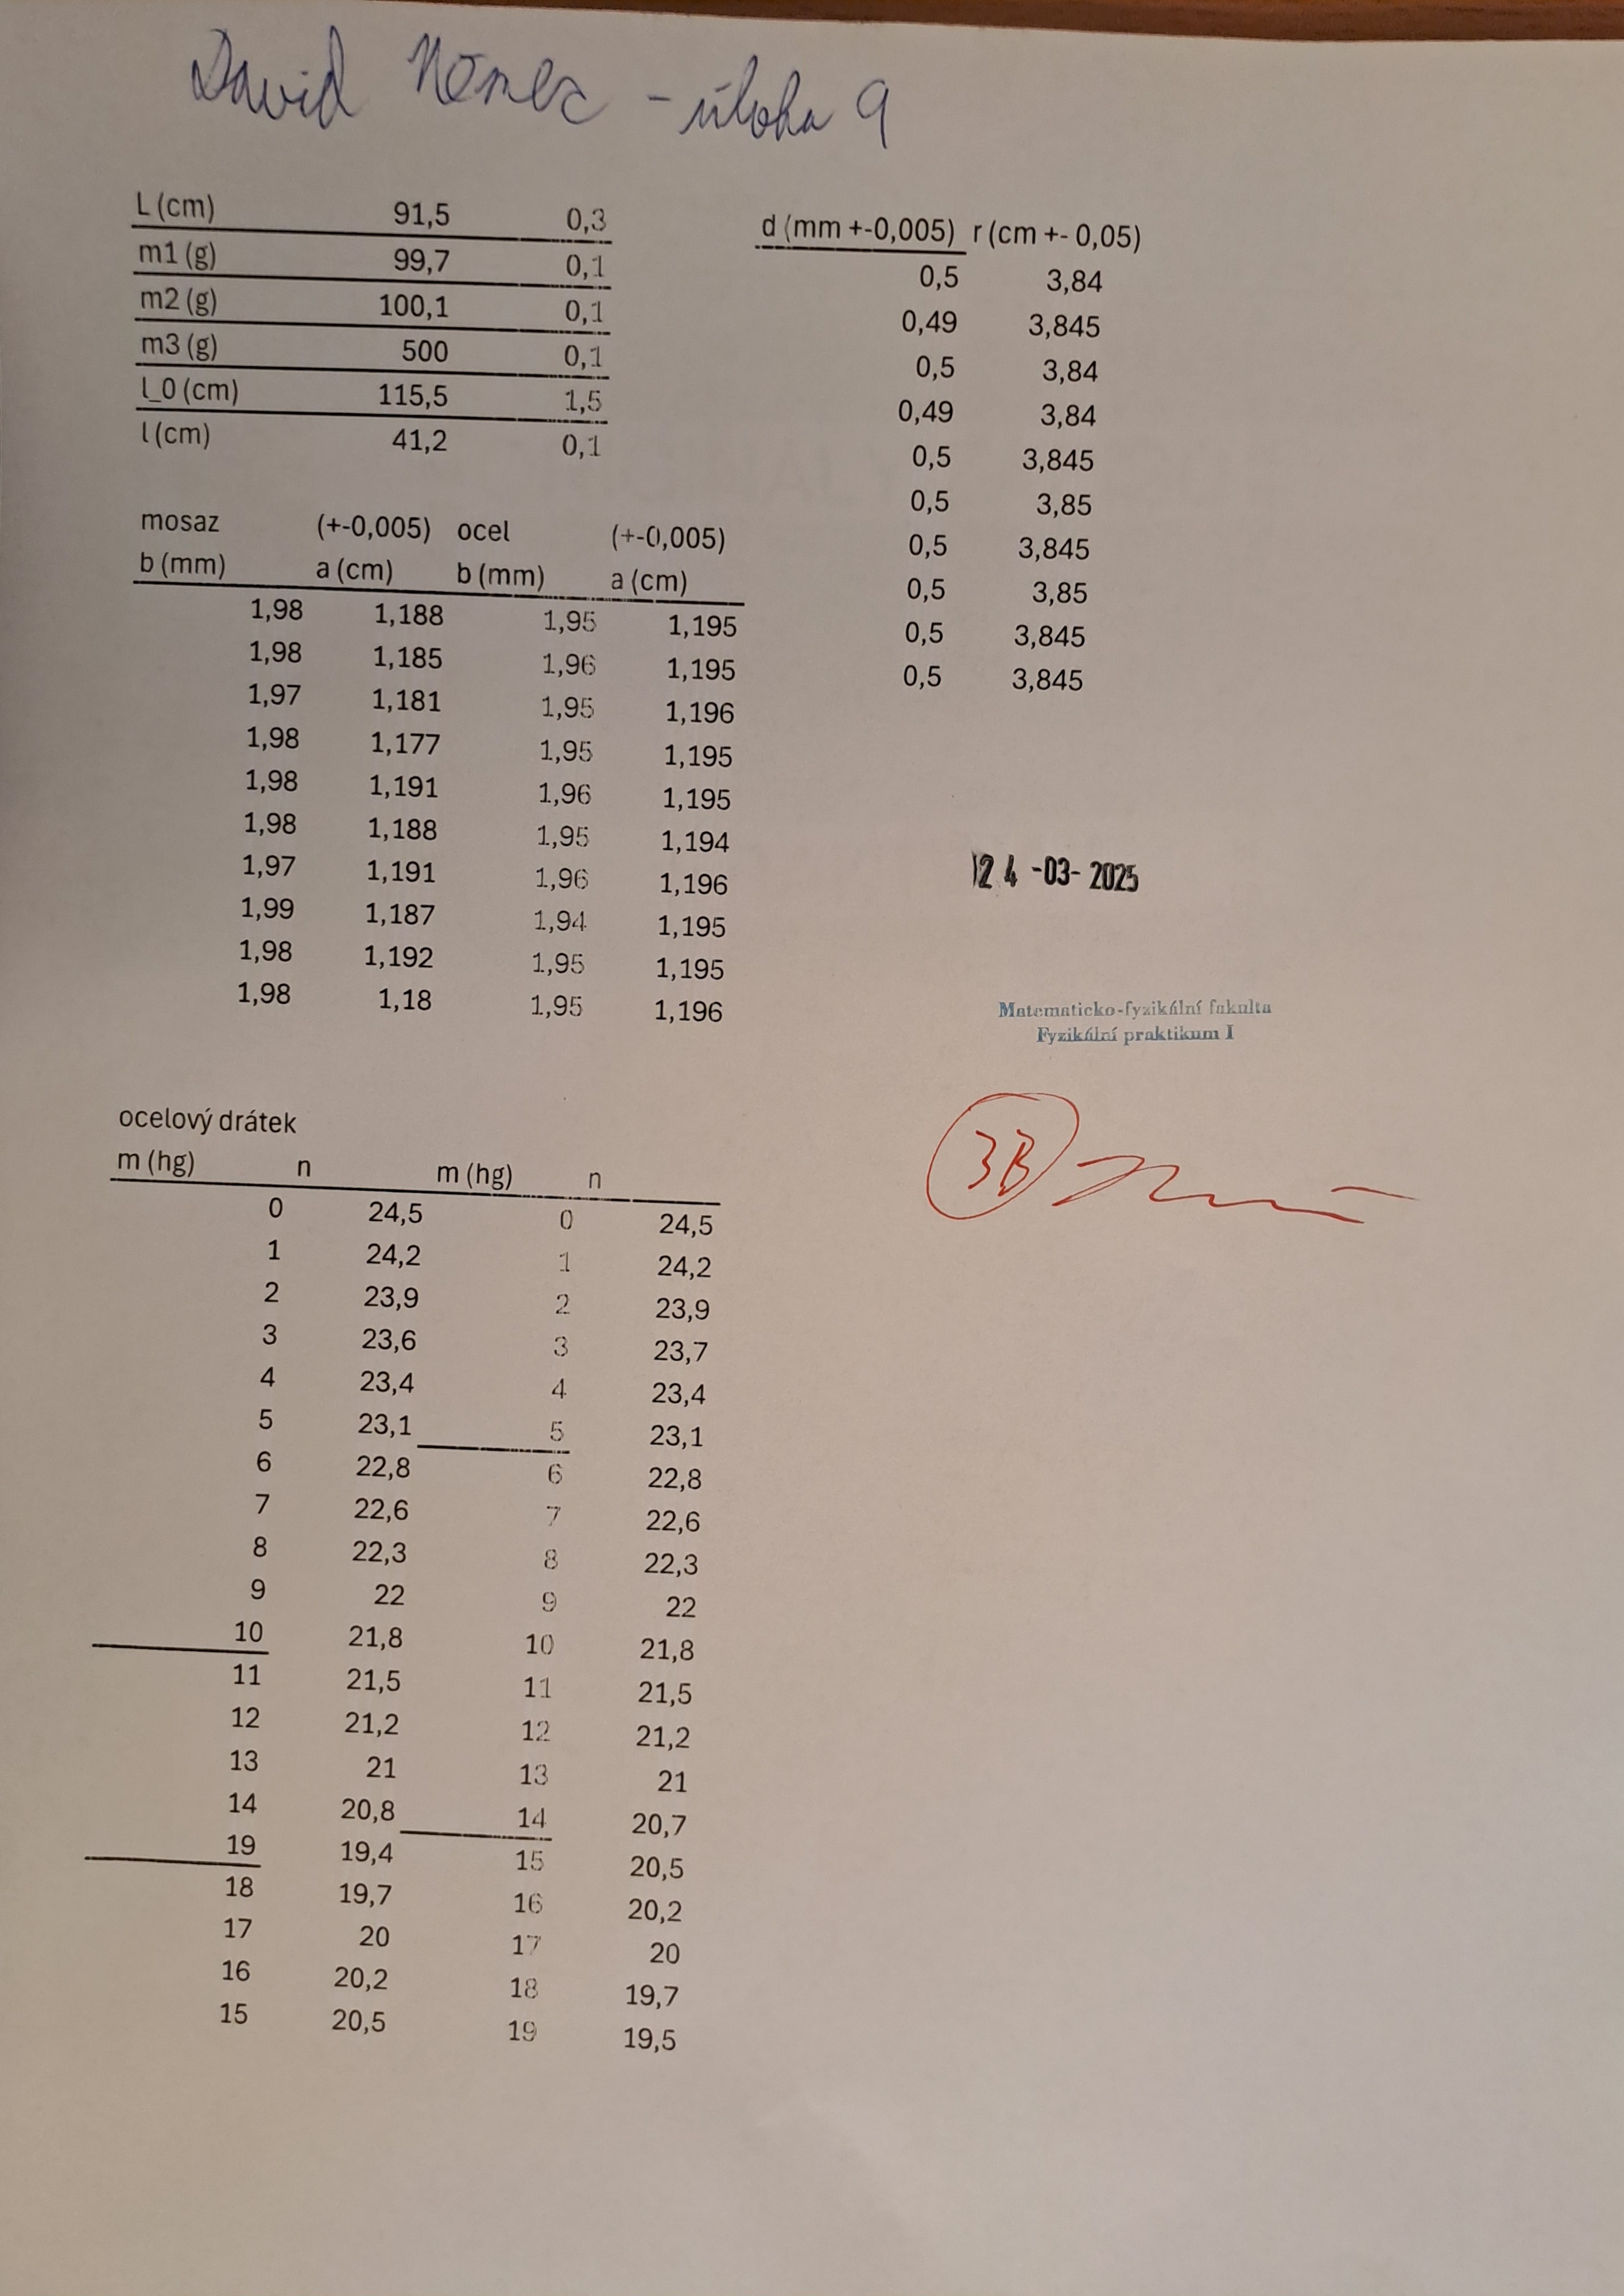 David Němec - úloha 9
L (cm) 91,5 0,3
m1 (g) 99,7 0,1
m2 (g) 100,1 0,1
m3 (g) 500 0,1
l_0 (cm) 115,5 1,5
l (cm) 41,2 0,1
d (mm +-0,005) r (cm +- 0,05)
0,5 3,84
0,49 3,845
0,5 3,84
0,49 3,84
0,5 3,845
0,5 3,85
0,5 3,845
0,5 3,85
0,5 3,845
0,5 3,845
mosaz (+-0,005) ocel (+-0,005)
b (mm) a (cm) b (mm) a (cm)
1,98 1,188 1,95 1,195
1,98 1,185 1,96 1,195
1,97 1,181 1,95 1,196
1,98 1,177 1,95 1,195
1,98 1,191 1,96 1,195
1,98 1,188 1,95 1,194
1,97 1,191 1,96 1,196
1,99 1,187 1,94 1,195
1,98 1,192 1,95 1,195
1,98 1,18 1,95 1,196
24 -03- 2025
Matematicko-fyzikální fakulta
Fyzikální praktikum I
3B
ocelový drátek
m (hg) n m (hg) n
0 24,5 0 24,5
1 24,2 1 24,2
2 23,9 2 23,9
3 23,6 3 23,7
4 23,4 4 23,4
5 23,1 5 23,1
6 22,8 6 22,8
7 22,6 7 22,6
8 22,3 8 22,3
9 22 9 22
10 21,8 10 21,8
11 21,5 11 21,5
12 21,2 12 21,2
13 21 13 21
14 20,8 14 20,7
19 19,4 15 20,5
18 19,7 16 20,2
17 20 17 20
16 20,2 18 19,7
15 20,5 19 19,5